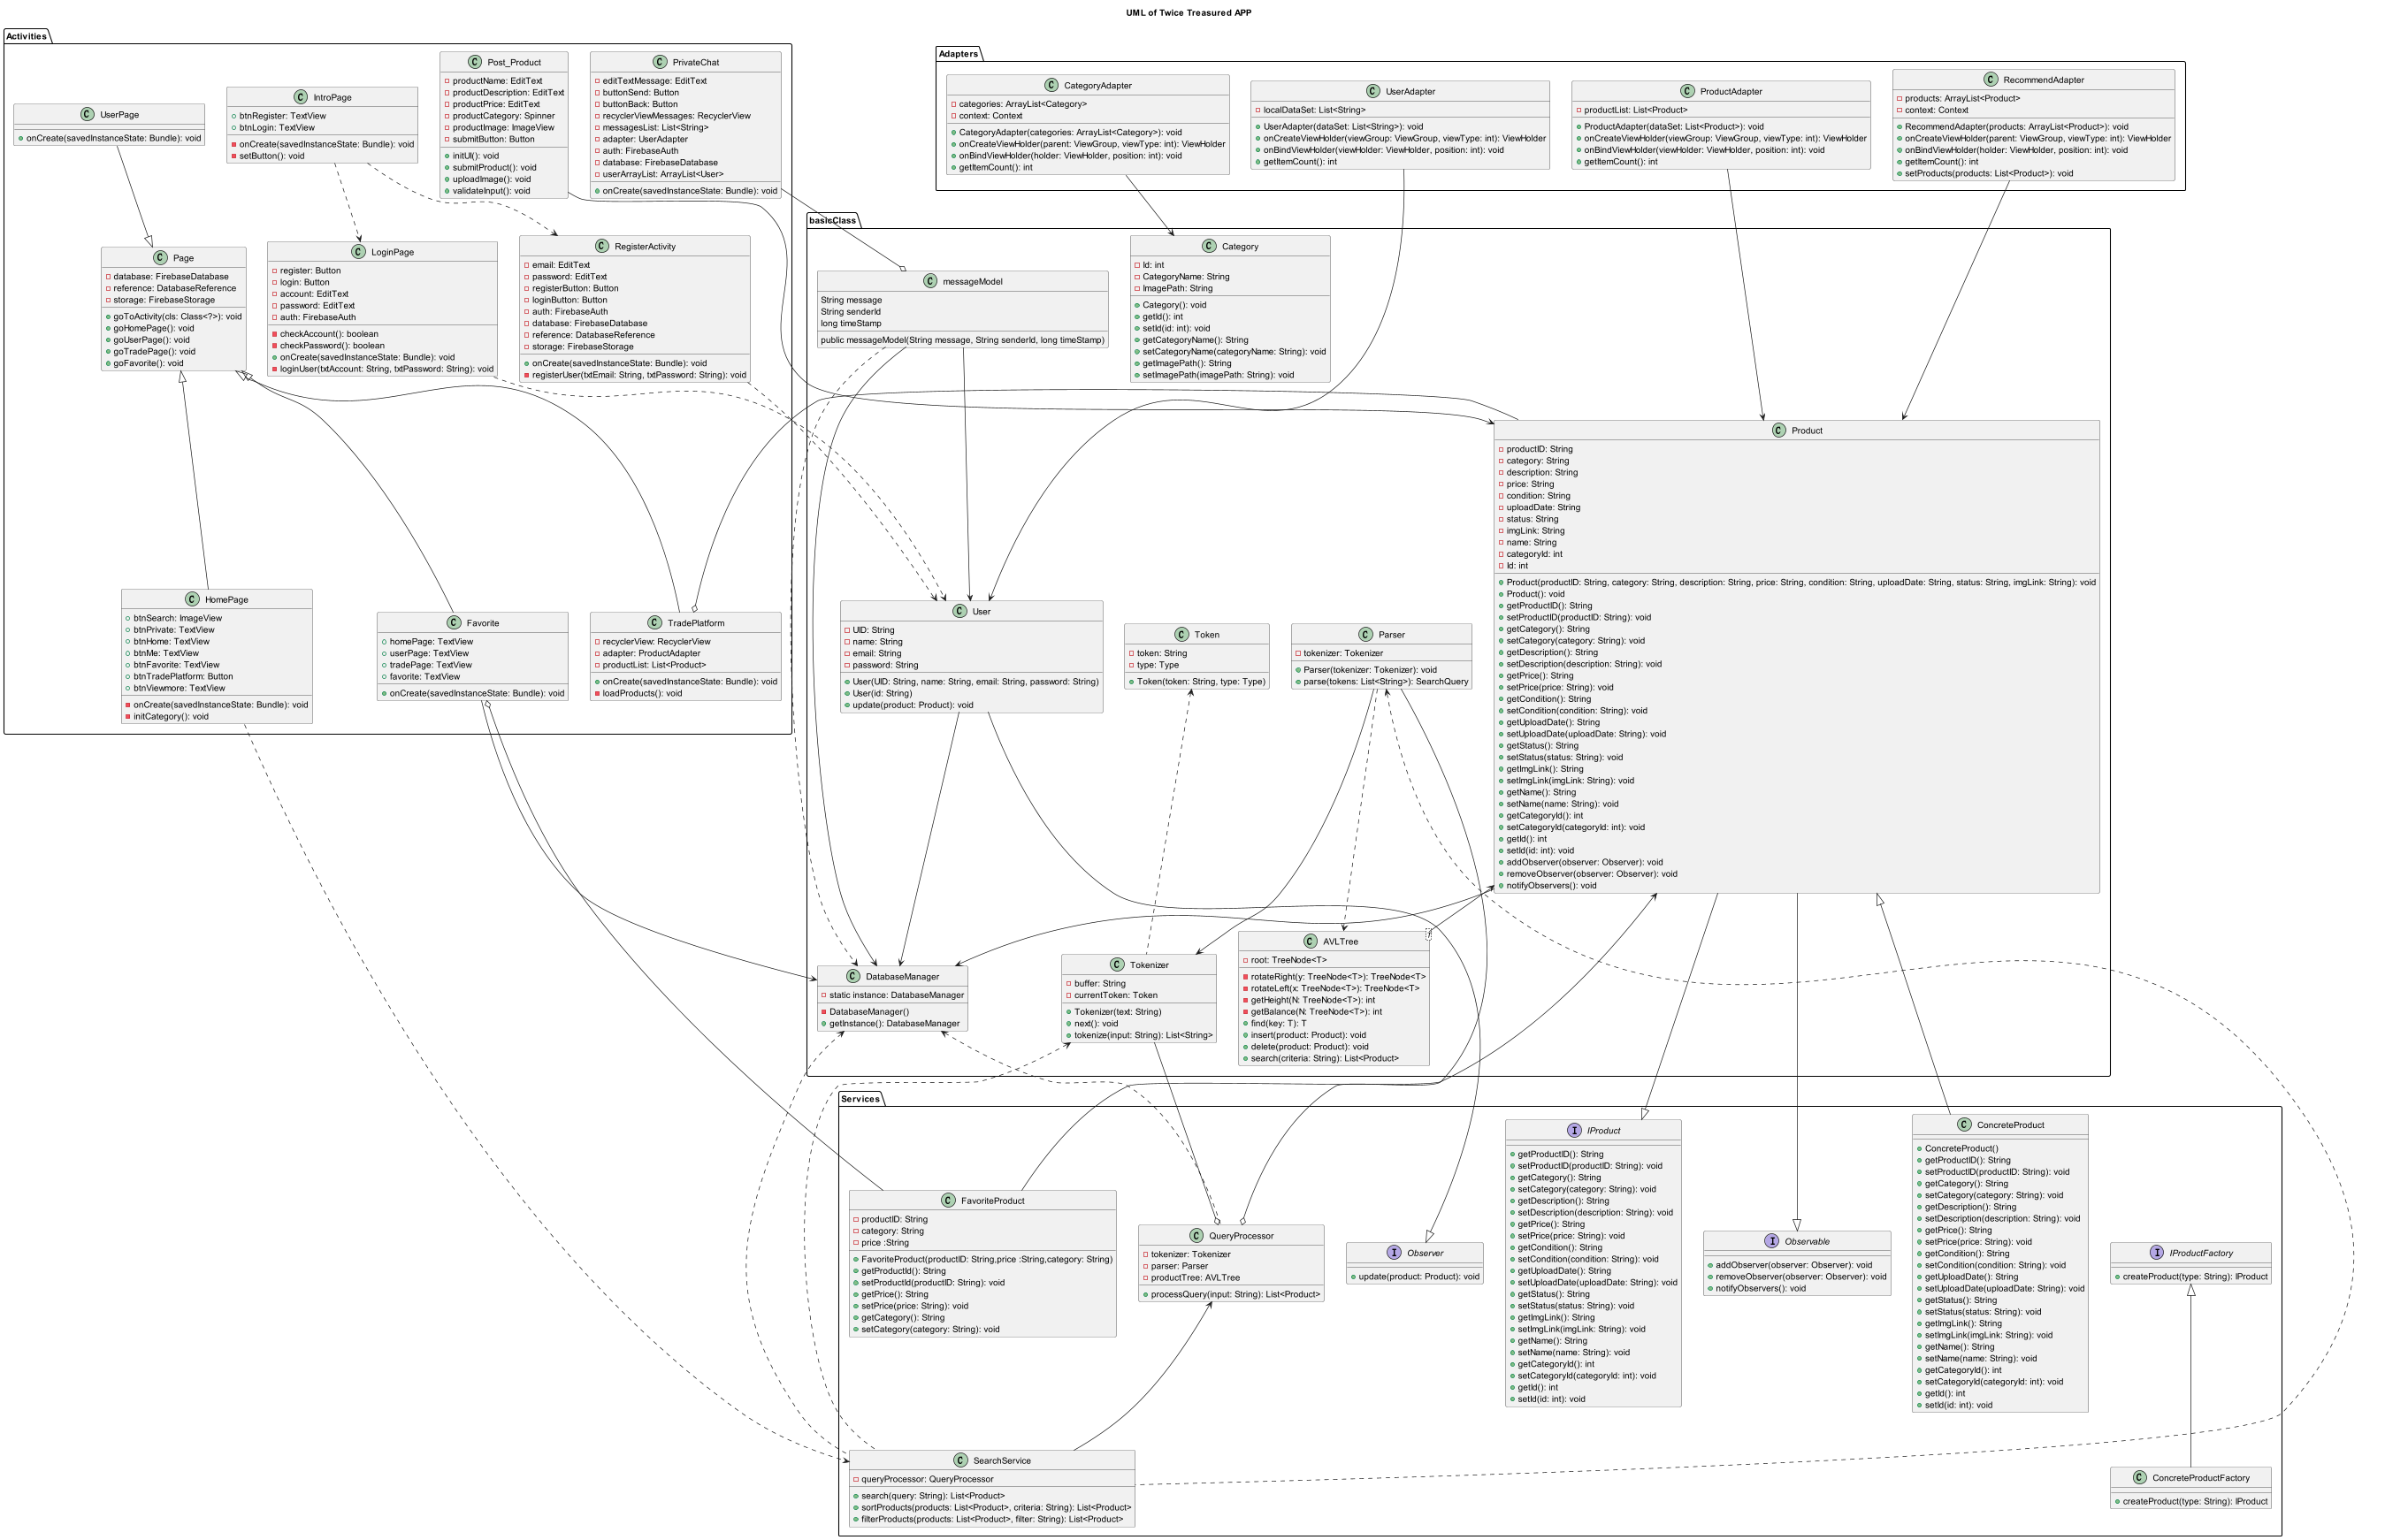 UML of Twice Treasured APP
Activities
UserPage
onCreate(savedInstanceState: Bundle): void
IntroPage
btnRegister: TextView
btnLogin: TextView
onCreate(savedInstanceState: Bundle): void
setButton(): void
Post_Product
productName: EditText
productDescription: EditText
productPrice: EditText
productCategory: Spinner
productImage: ImageView
submitButton: Button
initUI(): void
submitProduct(): void
uploadImage(): void
validateInput(): void
PrivateChat
editTextMessage: EditText
buttonSend: Button
buttonBack: Button
recyclerViewMessages: RecyclerView
messagesList: List<String>
adapter: UserAdapter
auth: FirebaseAuth
database: FirebaseDatabase
userArrayList: ArrayList<User>
onCreate(savedInstanceState: Bundle): void
Page
database: FirebaseDatabase
reference: DatabaseReference
storage: FirebaseStorage
goToActivity(cls: Class<?>): void
goHomePage(): void
goUserPage(): void
goTradePage(): void
goFavorite(): void
LoginPage
register: Button
login: Button
account: EditText
password: EditText
auth: FirebaseAuth
checkAccount(): boolean
checkPassword(): boolean
onCreate(savedInstanceState: Bundle): void
loginUser(txtAccount: String, txtPassword: String): void
RegisterActivity
email: EditText
password: EditText
registerButton: Button
loginButton: Button
auth: FirebaseAuth
database: FirebaseDatabase
reference: DatabaseReference
storage: FirebaseStorage
onCreate(savedInstanceState: Bundle): void
registerUser(txtEmail: String, txtPassword: String): void
HomePage
btnSearch: ImageView
btnPrivate: TextView
btnHome: TextView
btnMe: TextView
btnFavorite: TextView
btnTradePlatform: Button
btnViewmore: TextView
onCreate(savedInstanceState: Bundle): void
initCategory(): void
Favorite
homePage: TextView
userPage: TextView
tradePage: TextView
favorite: TextView
onCreate(savedInstanceState: Bundle): void
TradePlatform
recyclerView: RecyclerView
adapter: ProductAdapter
productList: List<Product>
onCreate(savedInstanceState: Bundle): void
loadProducts(): void
Adapters
CategoryAdapter
categories: ArrayList<Category>
context: Context
CategoryAdapter(categories: ArrayList<Category>): void
onCreateViewHolder(parent: ViewGroup, viewType: int): ViewHolder
onBindViewHolder(holder: ViewHolder, position: int): void
getItemCount(): int
UserAdapter
localDataSet: List<String>
UserAdapter(dataSet: List<String>): void
onCreateViewHolder(viewGroup: ViewGroup, viewType: int): ViewHolder
onBindViewHolder(viewHolder: ViewHolder, position: int): void
getItemCount(): int
ProductAdapter
productList: List<Product>
ProductAdapter(dataSet: List<Product>): void
onCreateViewHolder(viewGroup: ViewGroup, viewType: int): ViewHolder
onBindViewHolder(viewHolder: ViewHolder, position: int): void
getItemCount(): int
RecommendAdapter
products: ArrayList<Product>
context: Context
RecommendAdapter(products: ArrayList<Product>): void
onCreateViewHolder(parent: ViewGroup, viewType: int): ViewHolder
onBindViewHolder(holder: ViewHolder, position: int): void
getItemCount(): int
setProducts(products: List<Product>): void
basicClass
messageModel
String message
String senderId
long timeStamp
public messageModel(String message, String senderId, long timeStamp)
Category
Id: int
CategoryName: String
ImagePath: String
Category(): void
getId(): int
setId(id: int): void
getCategoryName(): String
setCategoryName(categoryName: String): void
getImagePath(): String
setImagePath(imagePath: String): void
Product
productID: String
category: String
description: String
price: String
condition: String
uploadDate: String
status: String
imgLink: String
name: String
categoryId: int
Id: int
Product(productID: String, category: String, description: String, price: String, condition: String, uploadDate: String, status: String, imgLink: String): void
Product(): void
getProductID(): String
setProductID(productID: String): void
getCategory(): String
setCategory(category: String): void
getDescription(): String
setDescription(description: String): void
getPrice(): String
setPrice(price: String): void
getCondition(): String
setCondition(condition: String): void
getUploadDate(): String
setUploadDate(uploadDate: String): void
getStatus(): String
setStatus(status: String): void
getImgLink(): String
setImgLink(imgLink: String): void
getName(): String
setName(name: String): void
getCategoryId(): int
setCategoryId(categoryId: int): void
getId(): int
setId(id: int): void
addObserver(observer: Observer): void
removeObserver(observer: Observer): void
notifyObservers(): void
User
UID: String
name: String
email: String
password: String
User(UID: String, name: String, email: String, password: String)
User(id: String)
update(product: Product): void
Token
token: String
type: Type
Token(token: String, type: Type)
Parser
tokenizer: Tokenizer
Parser(tokenizer: Tokenizer): void
parse(tokens: List<String>): SearchQuery
DatabaseManager
static instance: DatabaseManager
DatabaseManager()
getInstance(): DatabaseManager
Tokenizer
buffer: String
currentToken: Token
Tokenizer(text: String)
next(): void
tokenize(input: String): List<String>
AVLTree
T
root: TreeNode<T>
rotateRight(y: TreeNode<T>): TreeNode<T>
rotateLeft(x: TreeNode<T>): TreeNode<T>
getHeight(N: TreeNode<T>): int
getBalance(N: TreeNode<T>): int
find(key: T): T
insert(product: Product): void
delete(product: Product): void
search(criteria: String): List<Product>
Services
FavoriteProduct
productID: String
category: String
price :String
FavoriteProduct(productID: String,price :String,category: String)
getProductId(): String
setProductId(productID: String): void
getPrice(): String
setPrice(price: String): void
getCategory(): String
setCategory(category: String): void
QueryProcessor
tokenizer: Tokenizer
parser: Parser
productTree: AVLTree
processQuery(input: String): List<Product>
Observer
update(product: Product): void
IProduct
getProductID(): String
setProductID(productID: String): void
getCategory(): String
setCategory(category: String): void
getDescription(): String
setDescription(description: String): void
getPrice(): String
setPrice(price: String): void
getCondition(): String
setCondition(condition: String): void
getUploadDate(): String
setUploadDate(uploadDate: String): void
getStatus(): String
setStatus(status: String): void
getImgLink(): String
setImgLink(imgLink: String): void
getName(): String
setName(name: String): void
getCategoryId(): int
setCategoryId(categoryId: int): void
getId(): int
setId(id: int): void
Observable
addObserver(observer: Observer): void
removeObserver(observer: Observer): void
notifyObservers(): void
ConcreteProduct
ConcreteProduct()
getProductID(): String
setProductID(productID: String): void
getCategory(): String
setCategory(category: String): void
getDescription(): String
setDescription(description: String): void
getPrice(): String
setPrice(price: String): void
getCondition(): String
setCondition(condition: String): void
getUploadDate(): String
setUploadDate(uploadDate: String): void
getStatus(): String
setStatus(status: String): void
getImgLink(): String
setImgLink(imgLink: String): void
getName(): String
setName(name: String): void
getCategoryId(): int
setCategoryId(categoryId: int): void
getId(): int
setId(id: int): void
IProductFactory
createProduct(type: String): IProduct
SearchService
queryProcessor: QueryProcessor
search(query: String): List<Product>
sortProducts(products: List<Product>, criteria: String): List<Product>
filterProducts(products: List<Product>, filter: String): List<Product>
ConcreteProductFactory
createProduct(type: String): IProduct